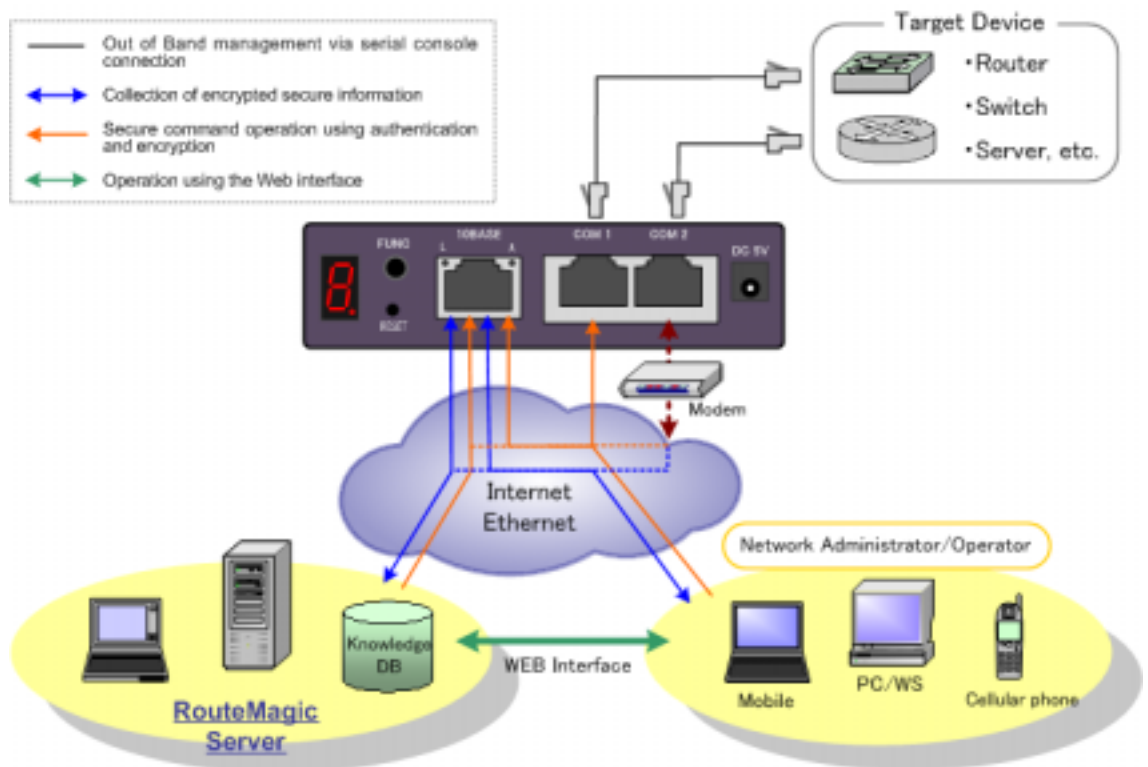 Out of Band management via serial console
connection
Collection of encrypted secure information
Secure command operation using authentication
and encryption
Operation using the Web interface
Target Device
・Router
・Switch
・Server, etc.
FUNC
RESET
10BASE
L
A
COM 1
COM 2
DC 5V
8.
Modem
Internet
Ethernet
Network Administrator/Operator
Knowledge
DB
RouteMagic
Server
WEB Interface
Mobile
PC/WS
Cellular phone